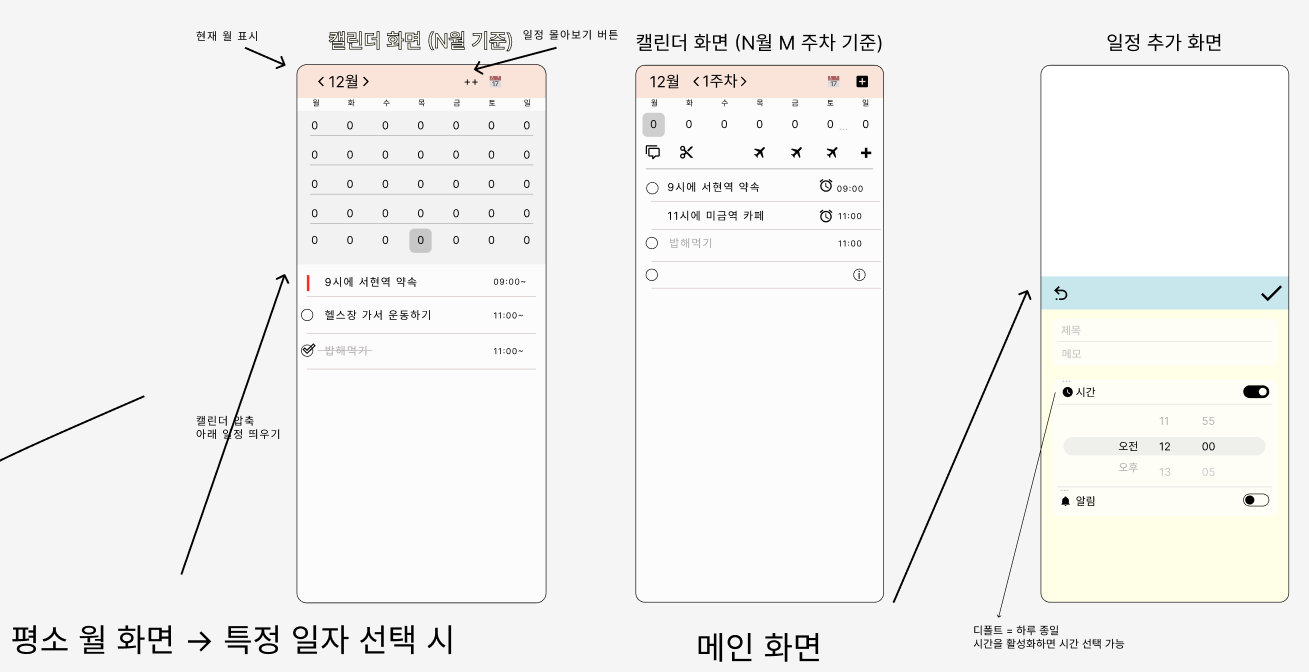 현재 월 표시
캘린더 화면 (N월 기준)
일정 몰아보기 버튼
12월
++
17
월 화 수 목 금 토 일
0 0 0 0 0 0 0
0 0 0 0 0 0 0
0 0 0 0 0 0 0
0 0 0 0 0 0 0
0 0 0 0 0 0 0
9시에 서현역 약속 09:00~
헬스장 가서 운동하기 11:00~
밥해먹기 11:00~
캘린더 압축
아래 일정 띄우기
평소 월 화면 → 특정 일자 선택 시
캘린더 화면 (N월 M 주차 기준)
12월 <1주차>
17
월 화 수 목 금 토 일
0 0 0 0 0 0 ... 0
9시에 서현역 약속 09:00
11시에 미금역 카페 11:00
밥해먹기 11:00
메인 화면
일정 추가 화면
제목
메모
...
시간
11 55
오전 12 00
오후 13 05
...
알림
디폴트 = 하루 종일
시간을 활성화하면 시간 선택 가능